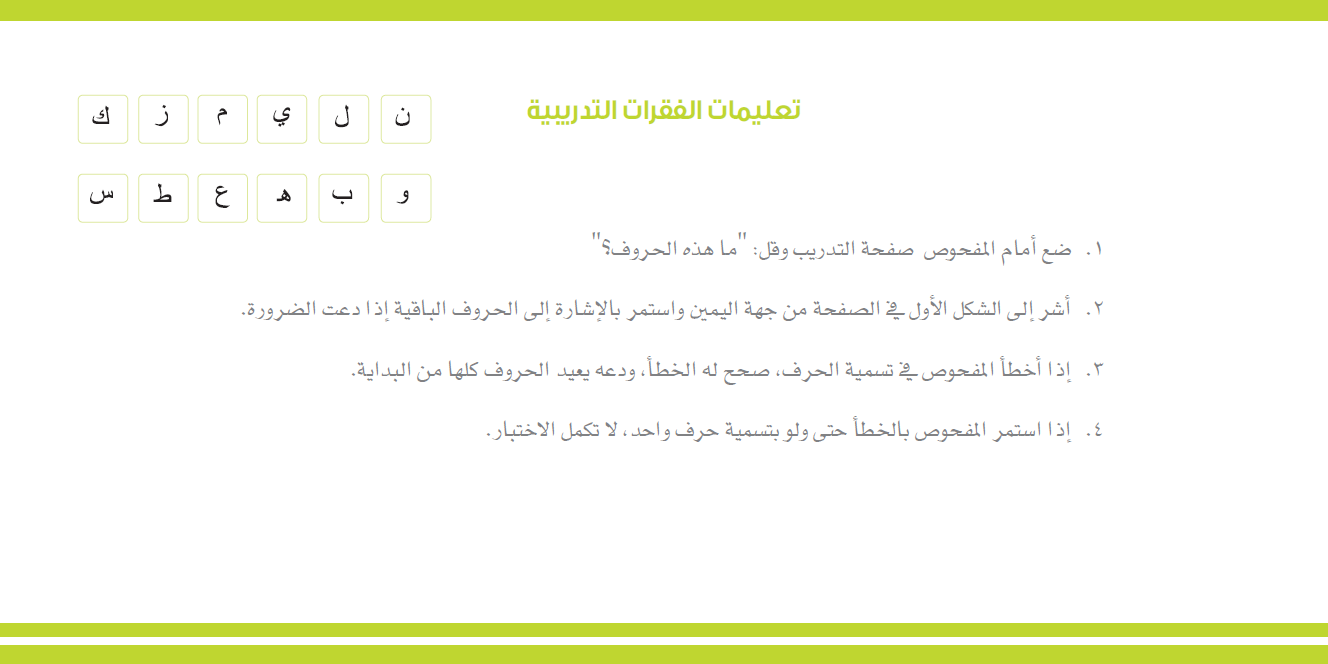 تعليمات الفقرات التدريبية
ن ل ي م ز ك
و ب هـ ع ط س
١. ضع أمام المفحوص صفحة التدريب وقل: "ما هذه الحروف؟"
٢. أشر إلى الشكل الأول في الصفحة من جهة اليمين واستمر بالإشارة إلى الحروف الباقية إذا دعت الضرورة.
٣. إذا أخطأ المفحوص في تسمية الحرف، صحح له الخطأ، ودعه يعيد الحروف كلها من البداية.
٤. إذا استمر المفحوص بالخطأ حتى ولو بتسمية حرف واحد، لا تكمل الاختبار.